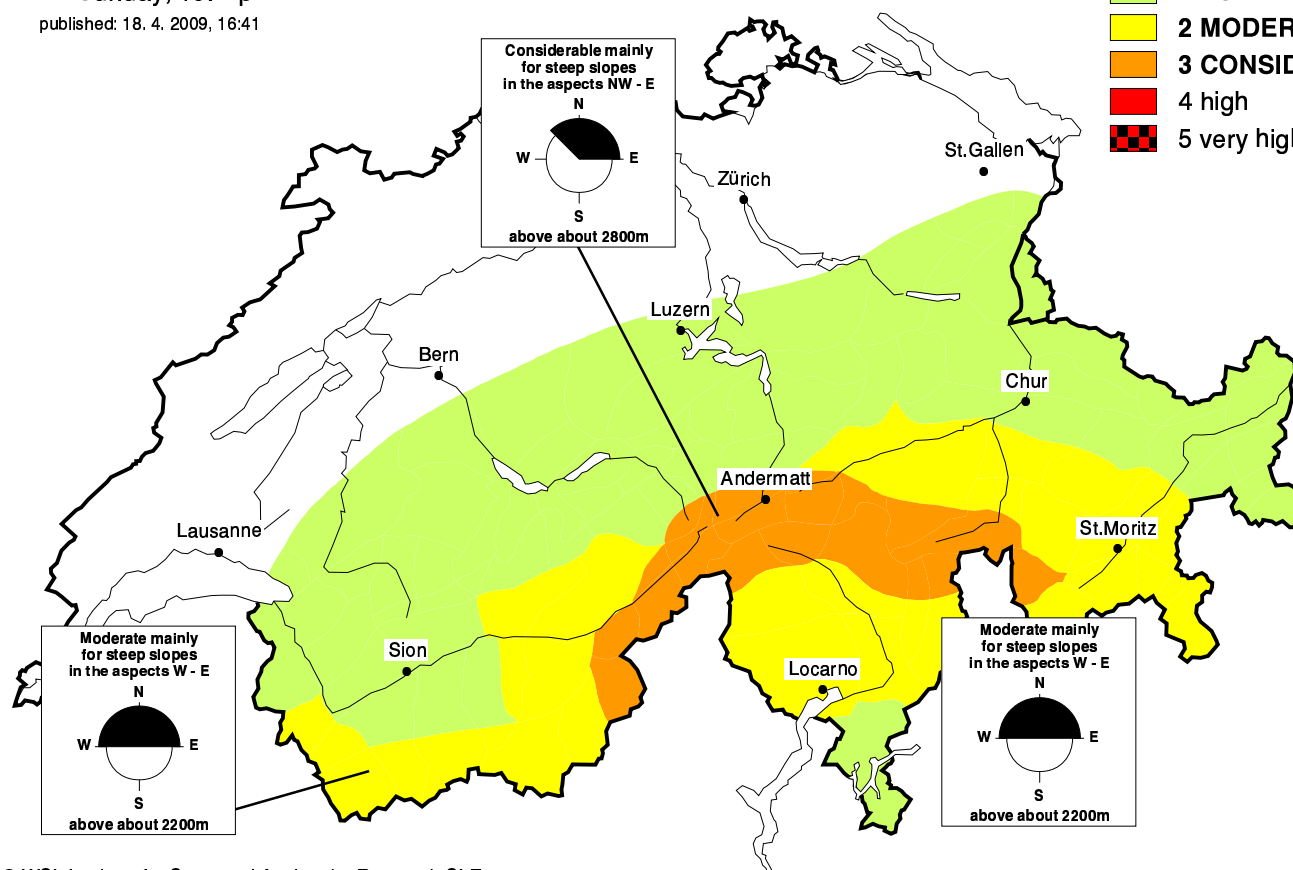 published: 18. 4. 2009, 16:41
2 MODER
3 CONSID
4 high
5 very high
Considerable mainly
for steep slopes
in the aspects NW - E
N
W
E
S
above about 2800m
St.Gallen
Zürich
Luzern
Bern
Chur
Andermatt
Lausanne
St.Moritz
Sion
Locarno
Moderate mainly
for steep slopes
in the aspects W - E
N
W
E
S
above about 2200m
Moderate mainly
for steep slopes
in the aspects W - E
N
W
E
S
above about 2200m